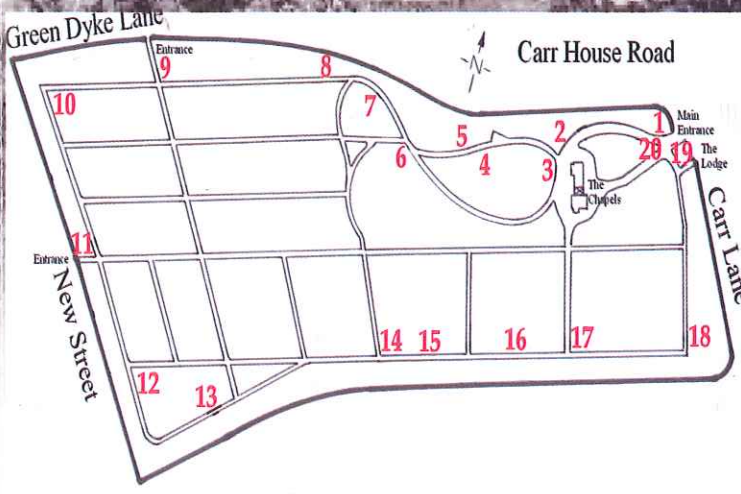 Green Dyke Lane
Entrance
9
8
Carr House Road
-N-
10
7
5
2
1
Main
Entrance
6
4
3
20
19
The
Lodge
The
Chapels
11
Entrance
New Street
Carr Lane
14
15
16
17
18
12
13